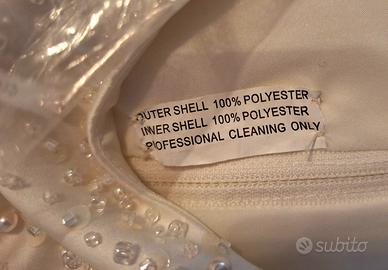 OUTER SHELL 100% POLYESTER
INNER SHELL 100% POLYESTER
PROFESSIONAL CLEANING ONLY
subito